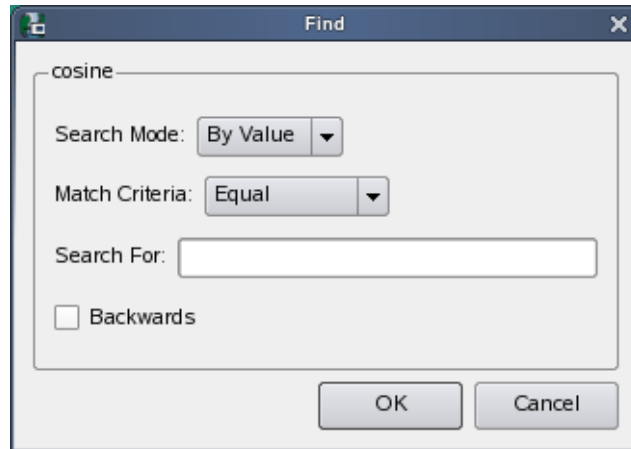 Find
cosine
Search Mode: By Value
Match Criteria: Equal
Search For:
Backwards
OK Cancel